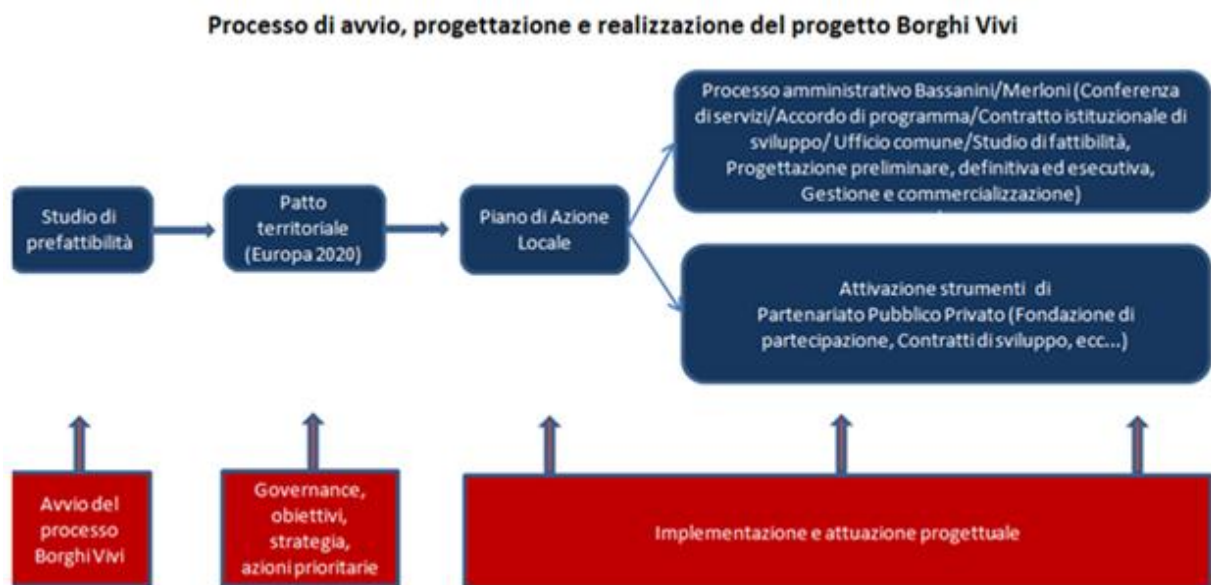 Processo di avvio, progettazione e realizzazione del progetto Borghi Vivi
Studio di
prefattibilità
Patto
territoriale
(Europa 2020)
Piano di Azione
Locale
Processo amministrativo Bassanini/Merloni (Conferenza
di servizi/Accordo di programma/Contratto istituzionale di
sviluppo/ Ufficio comune/Studio di fattibilità,
Progettazione preliminare, definitiva ed esecutiva,
Gestione e commercializzazione)
Attivazione strumenti di
Partenariato Pubblico Privato (Fondazione di
partecipazione, Contratti di sviluppo, ecc...)
Avvio del
processo
Borghi Vivi
Governance,
obiettivi,
strategia,
azioni prioritarie
Implementazione e attuazione progettuale